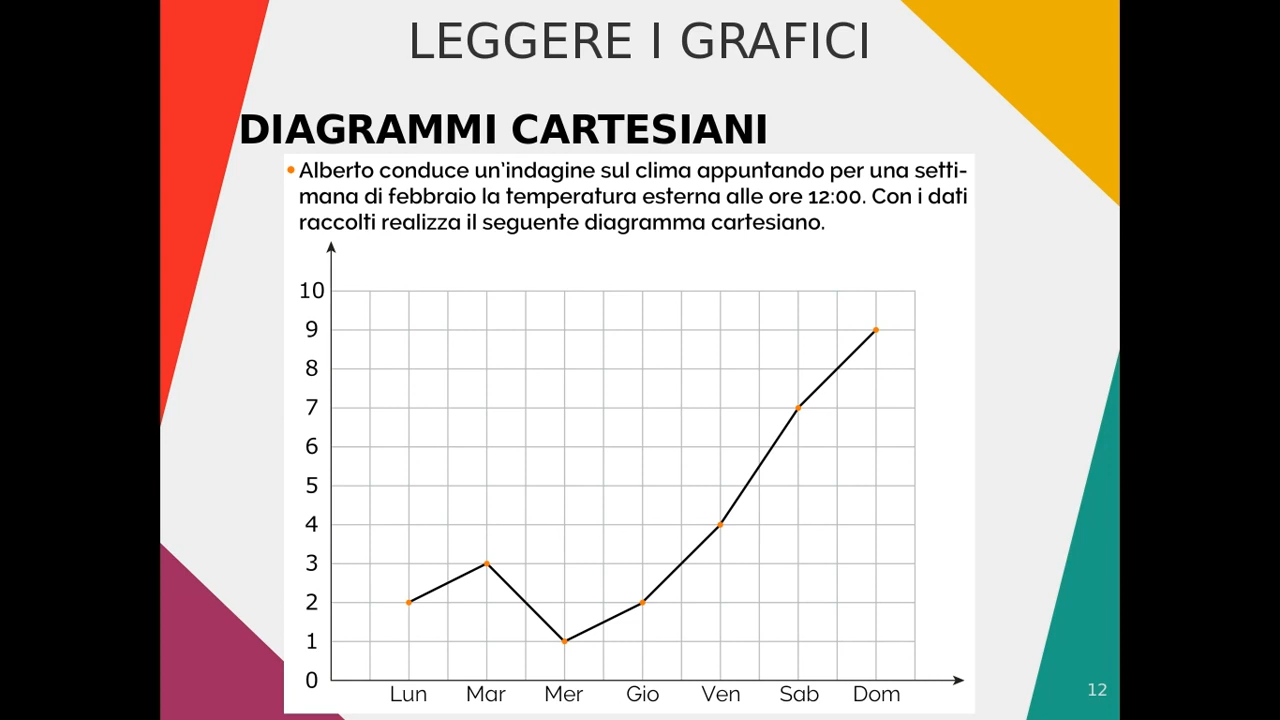 LEGGERE I GRAFICI
DIAGRAMMI CARTESIANI
• Alberto conduce un'indagine sul clima appuntando per una setti-
mana di febbraio la temperatura esterna alle ore 12:00. Con i dati
raccolti realizza il seguente diagramma cartesiano.
10
9
8
7
6
5
4
3
2
1
0
Lun Mar Mer Gio Ven Sab Dom
12